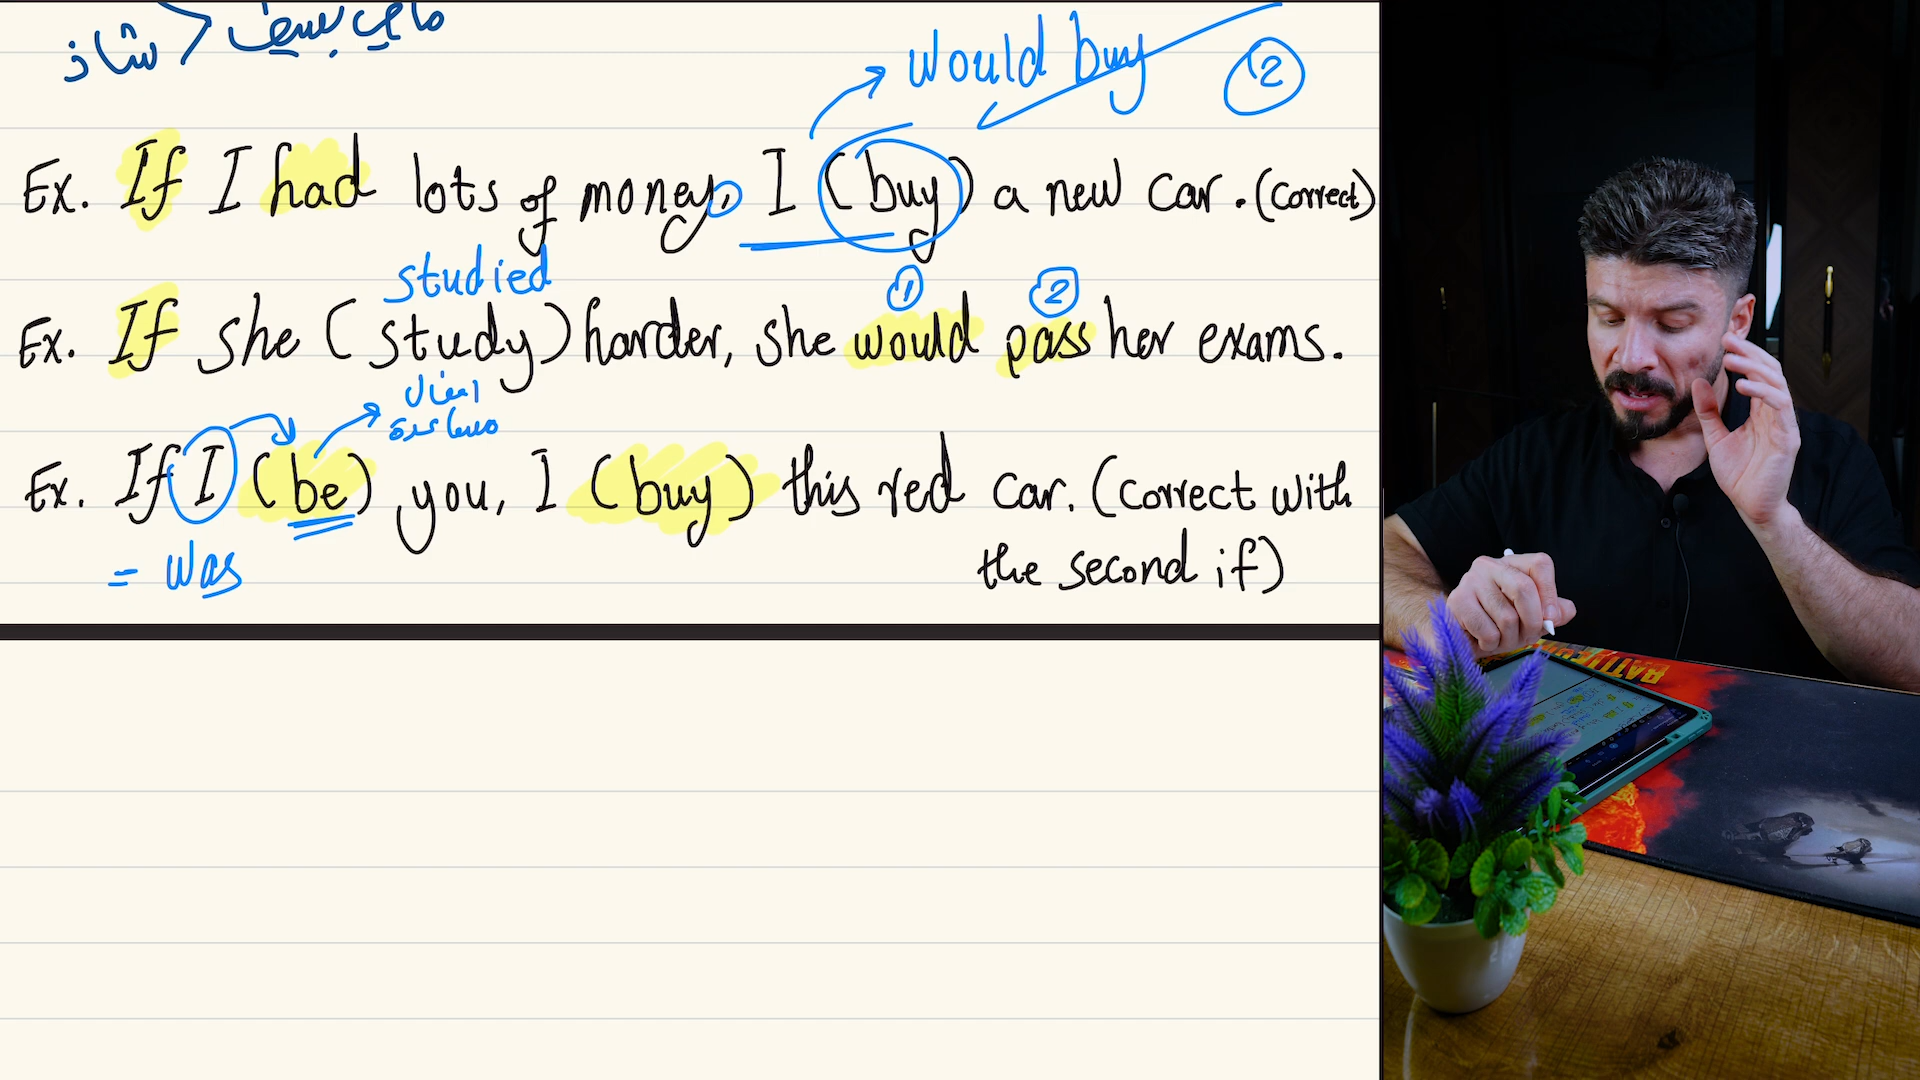 ماضي بسيط > شاذ
would buy ②
Ex. If I had lots of money, I (buy) a new car. (correct)
studied ① ②
Ex. If she (study) harder, she would pass her exams.
افعال
مساعدة
Ex. If I (be) you, I (buy) this red car. (correct with
= was the second if)
BATTLE